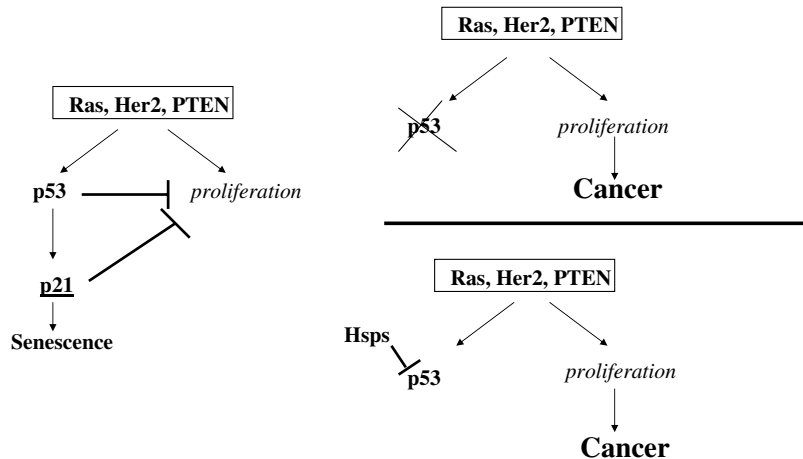 Ras, Her2, PTEN
p53
proliferation
p21
Senescence
Ras, Her2, PTEN
p53
proliferation
Cancer
Ras, Her2, PTEN
Hsps
p53
proliferation
Cancer